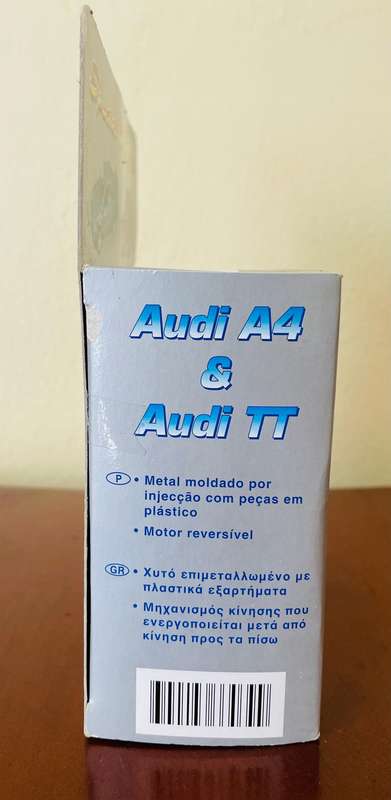 Audi A4
&
Audi TT
P • Metal moldado por
injecção com peças em
plástico
• Motor reversível
GR • Χυτό επιμεταλλωμένο με
πλαστικά εξαρτήματα
• Μηχανισμός κίνησης που
ενεργοποιείται μετά από
κίνηση προς τα πίσω